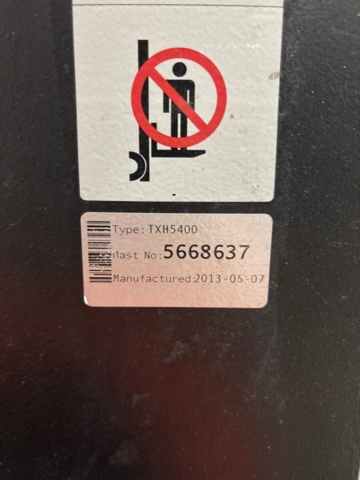 Type: TXH5400
mast No: 5668637
Manufactured: 2013-05-07